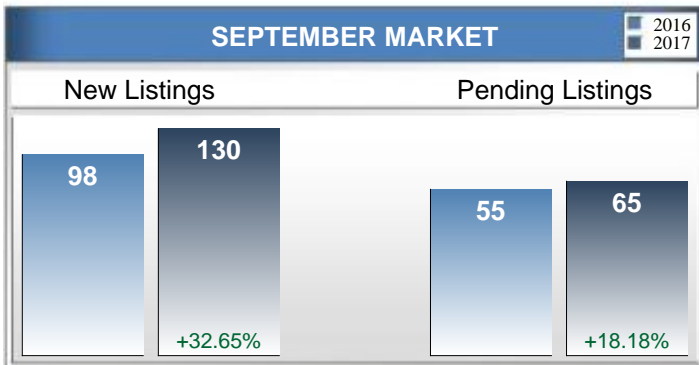 SEPTEMBER MARKET
2016
2017
New Listings
Pending Listings
98
130
55
65
+32.65%
+18.18%